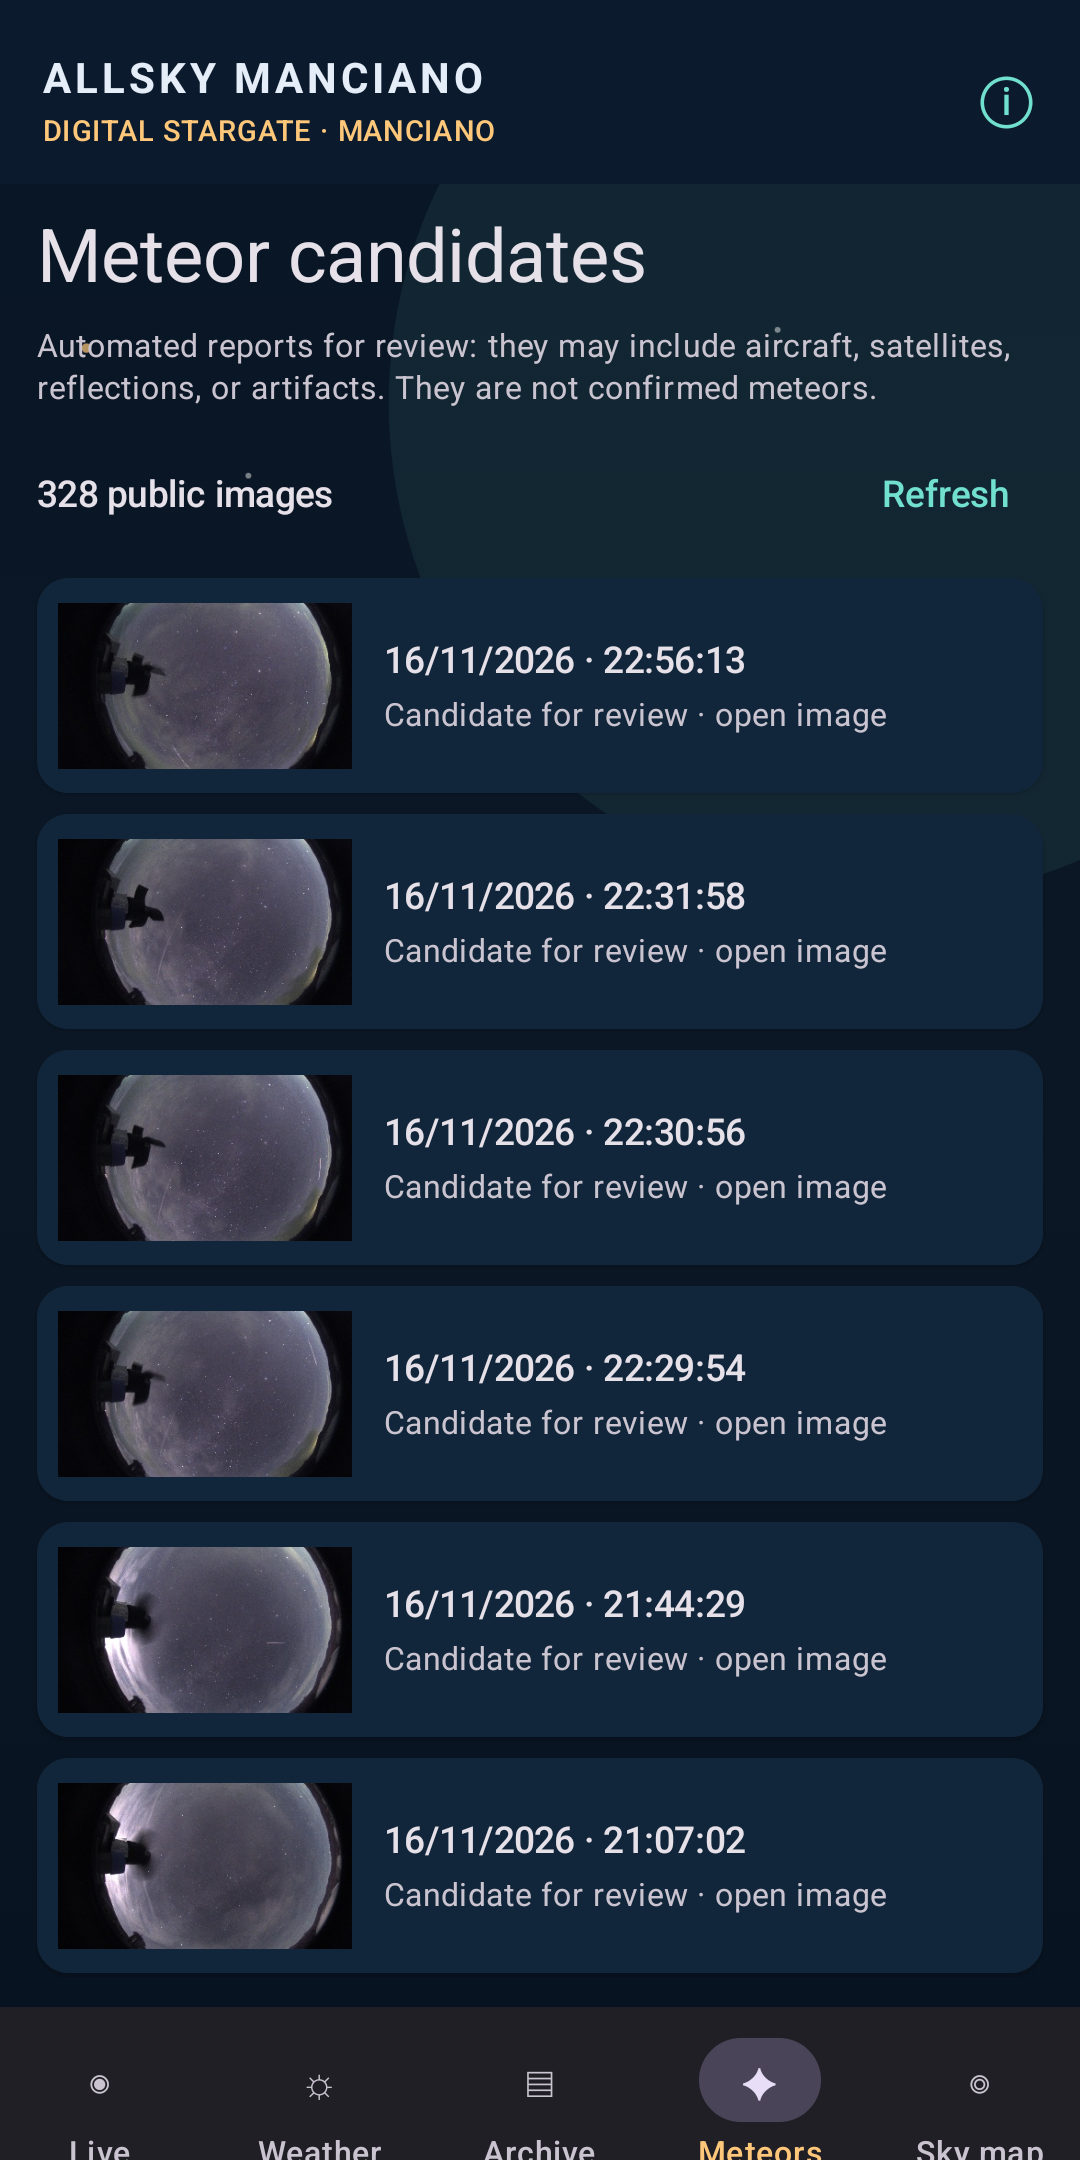 ALLSKY MANCIANO
DIGITAL STARGATE · MANCIANO
Meteor candidates
Automated reports for review: they may include aircraft, satellites,
reflections, or artifacts. They are not confirmed meteors.
328 public images
Refresh
16/11/2026 · 22:56:13
Candidate for review · open image
16/11/2026 · 22:31:58
Candidate for review · open image
16/11/2026 · 22:30:56
Candidate for review · open image
16/11/2026 · 22:29:54
Candidate for review · open image
16/11/2026 · 21:44:29
Candidate for review · open image
16/11/2026 · 21:07:02
Candidate for review · open image
Live
Weather
Archive
Meteors
Sky map